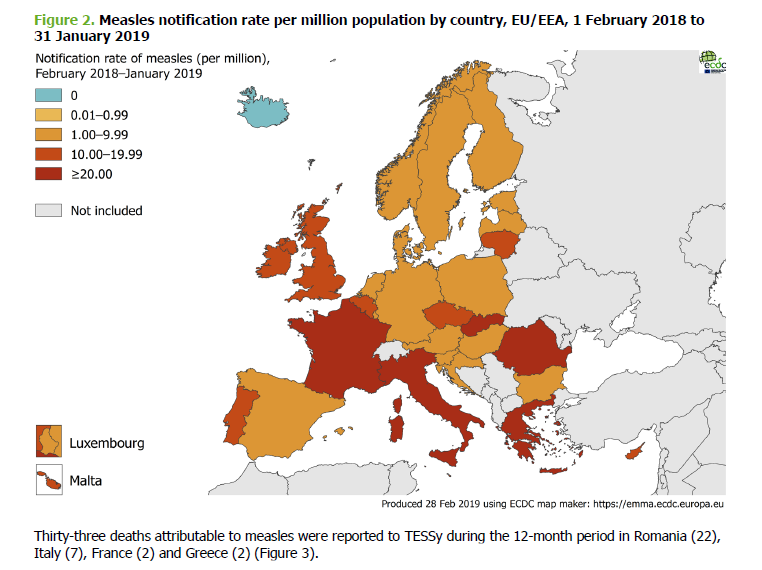 Figure 2. Measles notification rate per million population by country, EU/EEA, 1 February 2018 to
31 January 2019
Notification rate of measles (per million),
February 2018–January 2019
ecdc
0
0.01–0.99
1.00–9.99
10.00–19.99
≥20.00
Not included
Luxembourg
Malta
Produced 28 Feb 2019 using ECDC map maker: https://emma.ecdc.europa.eu
Thirty-three deaths attributable to measles were reported to TESSy during the 12-month period in Romania (22),
Italy (7), France (2) and Greece (2) (Figure 3).